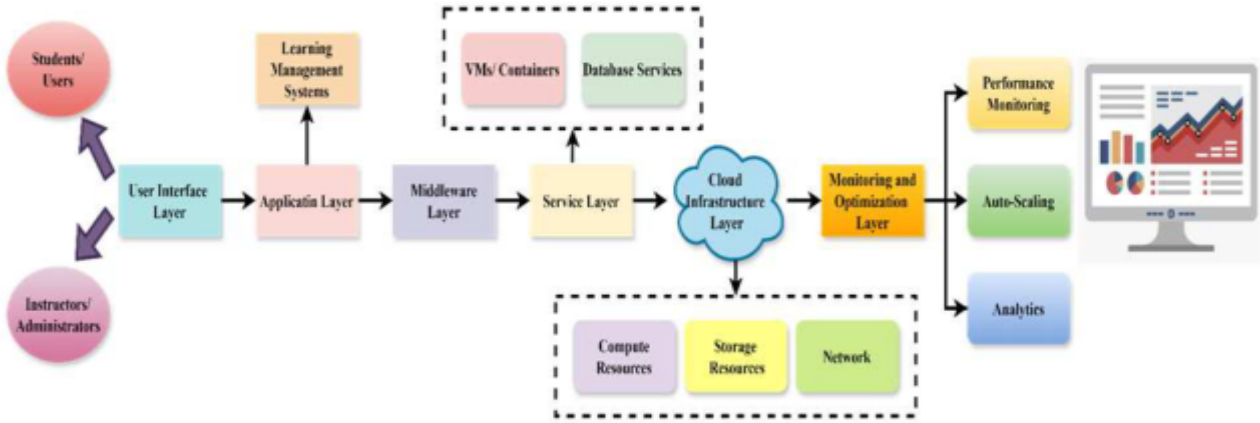 Students/
Users
Learning
Management
Systems
VMs/ Containers
Database Services
Performance
Monitoring
User Interface
Layer
Applicatin Layer
Middleware
Layer
Service Layer
Cloud
Infrastructure
Layer
Monitoring and
Optimization
Layer
Auto-Scaling
Instructors/
Administrators
Analytics
Compute
Resources
Storage
Resources
Network